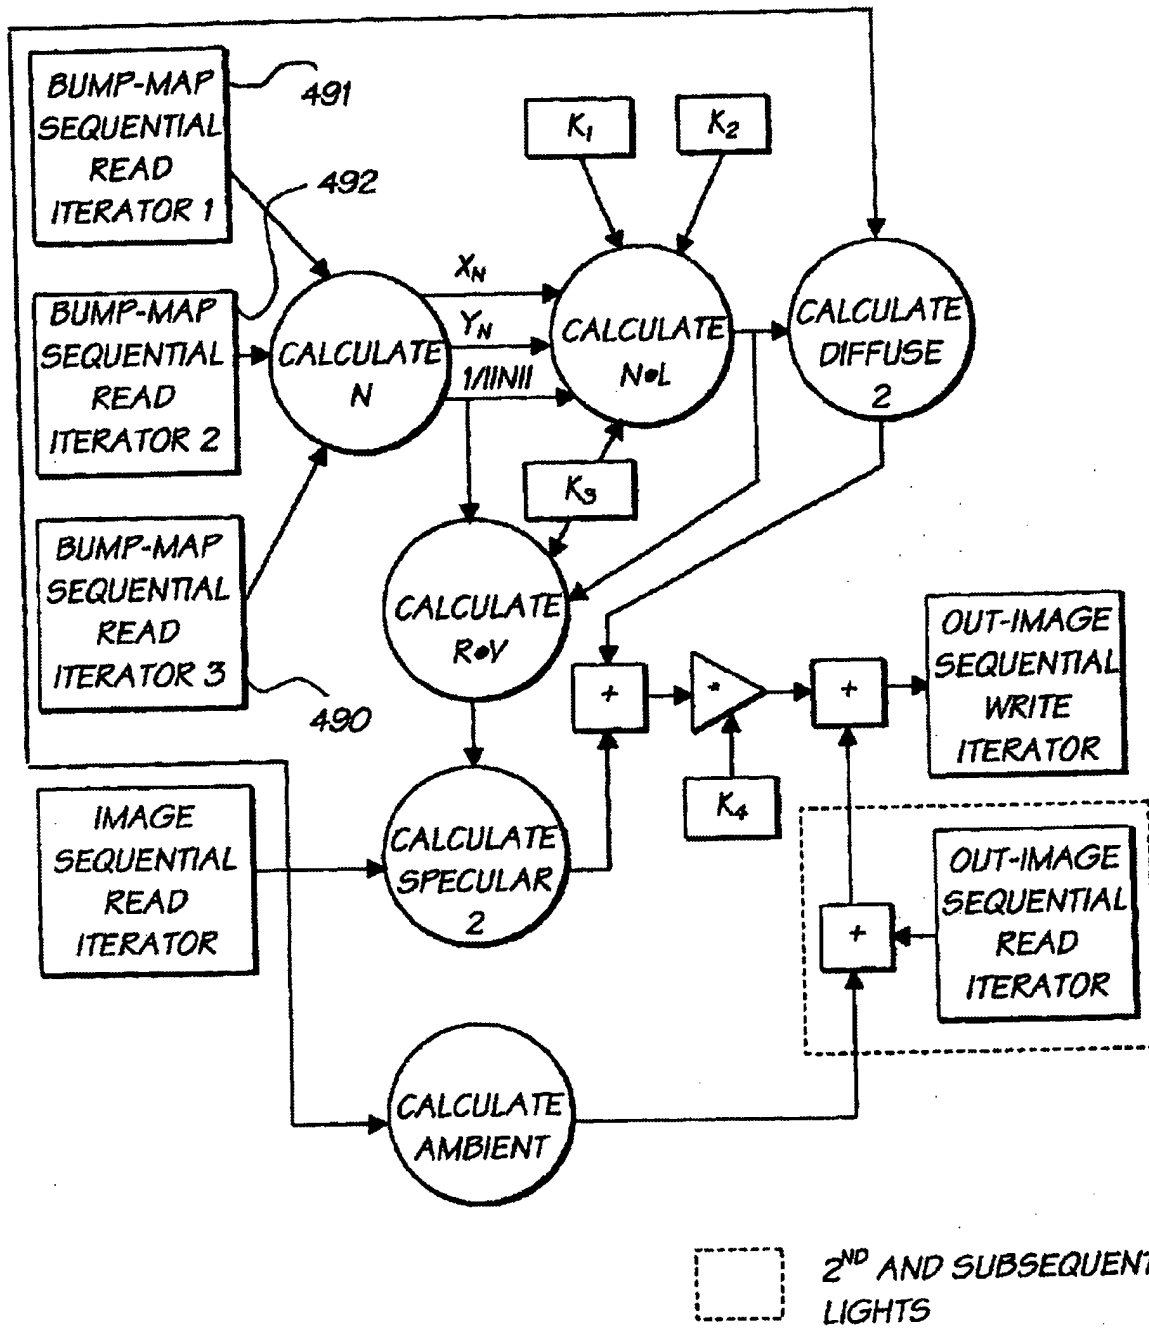 BUMP-MAP
SEQUENTIAL
READ
ITERATOR 1
491
K1
K2
BUMP-MAP
SEQUENTIAL
READ
ITERATOR 2
492
CALCULATE
N
XN
YN
1/IINII
CALCULATE
N•L
CALCULATE
DIFFUSE
2
K3
BUMP-MAP
SEQUENTIAL
READ
ITERATOR 3
490
CALCULATE
R•V
+
*
K4
+
OUT-IMAGE
SEQUENTIAL
WRITE
ITERATOR
IMAGE
SEQUENTIAL
READ
ITERATOR
CALCULATE
SPECULAR
2
+
OUT-IMAGE
SEQUENTIAL
READ
ITERATOR
CALCULATE
AMBIENT
2ND AND SUBSEQUENT
LIGHTS